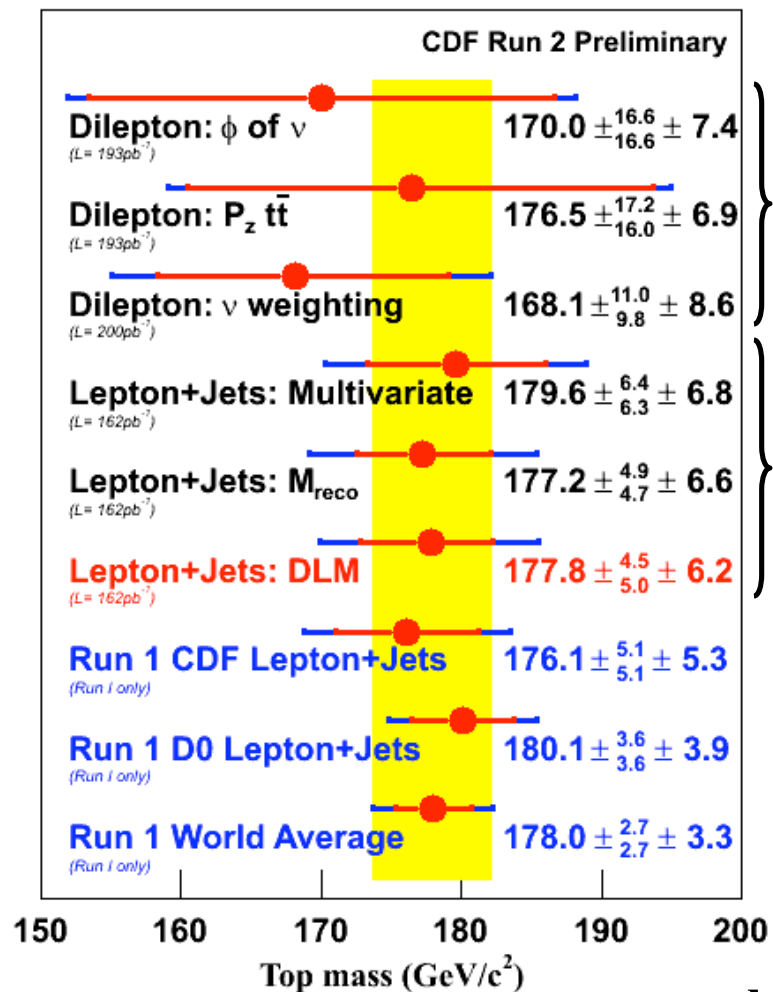 CDF Run 2 Preliminary
Dilepton: ϕ of ν 170.0 ± 16.6 16.6 ± 7.4
(L= 193pb⁻¹)
Dilepton: P_z tt̄ 176.5 ± 17.2 16.0 ± 6.9
(L= 193pb⁻¹)
Dilepton: ν weighting 168.1 ± 11.0 9.8 ± 8.6
(L= 200pb⁻¹)
Lepton+Jets: Multivariate 179.6 ± 6.4 6.3 ± 6.8
(L= 162pb⁻¹)
Lepton+Jets: M_reco 177.2 ± 4.9 4.7 ± 6.6
(L= 162pb⁻¹)
Lepton+Jets: DLM 177.8 ± 4.5 5.0 ± 6.2
(L= 162pb⁻¹)
Run 1 CDF Lepton+Jets 176.1 ± 5.1 5.1 ± 5.3
(Run I only)
Run 1 D0 Lepton+Jets 180.1 ± 3.6 3.6 ± 3.9
(Run I only)
Run 1 World Average 178.0 ± 2.7 2.7 ± 3.3
(Run I only)
150 160 170 180 190 200
Top mass (GeV/c²)